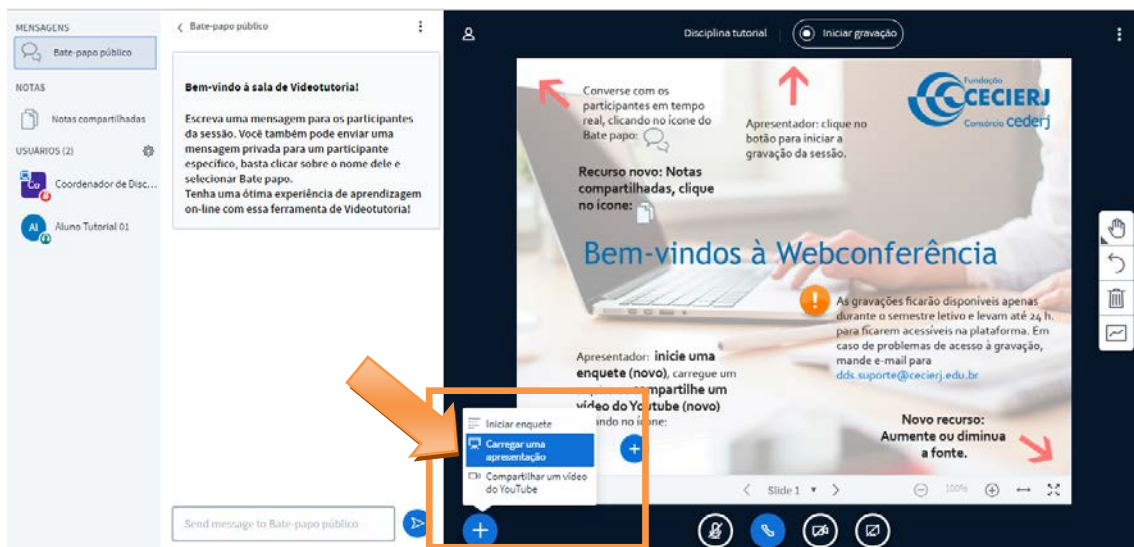 MENSAGENS
Bate-papo público
NOTAS
Notas compartilhadas
USUÁRIOS (2)
Co
Coordenador de Disc...
Al
Aluno Tutorial 01
Bate-papo público
Bem-vindo à sala de Videotutoria!
Escreva uma mensagem para os participantes
da sessão. Você também pode enviar uma
mensagem privada para um participante
específico, basta clicar sobre o nome dele e
selecionar Bate papo.
Tenha uma ótima experiência de aprendizagem
on-line com essa ferramenta de Videotutoria!
Send message to Bate-papo público
Disciplina tutorial
Iniciar gravação
Converse com os
participantes em tempo
real, clicando no ícone do
Bate papo:
Recurso novo: Notas
compartilhadas, clique
no ícone:
Apresentador: clique no
botão para iniciar a
gravação da sessão.
Fundação
CECIERJ
Consórcio cederj
Bem-vindos à Webconferência
As gravações ficarão disponíveis apenas
durante o semestre letivo e levam até 24 h.
para ficarem acessíveis na plataforma. Em
caso de problemas de acesso à gravação,
mande e-mail para
dds.suporte@cecierj.edu.br
Apresentador: inicie uma
enquete (novo), carregue um
compartilhe um
vídeo do Youtube (novo)
ando no ícone:
Novo recurso:
Aumente ou diminua
a fonte.
Iniciar enquete
Carregar uma
apresentação
Compartilhar um vídeo
do YouTube
Slide 1
100%